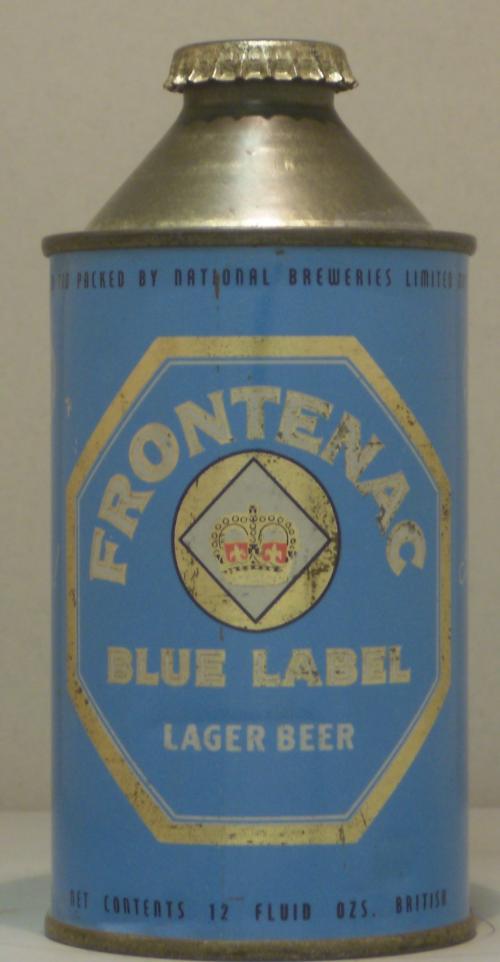 PACKED BY NATIONAL BREWERIES LIMITED
FRONTENAC
BLUE LABEL
LAGER BEER
NET CONTENTS 12 FLUID OZS. BRITISH